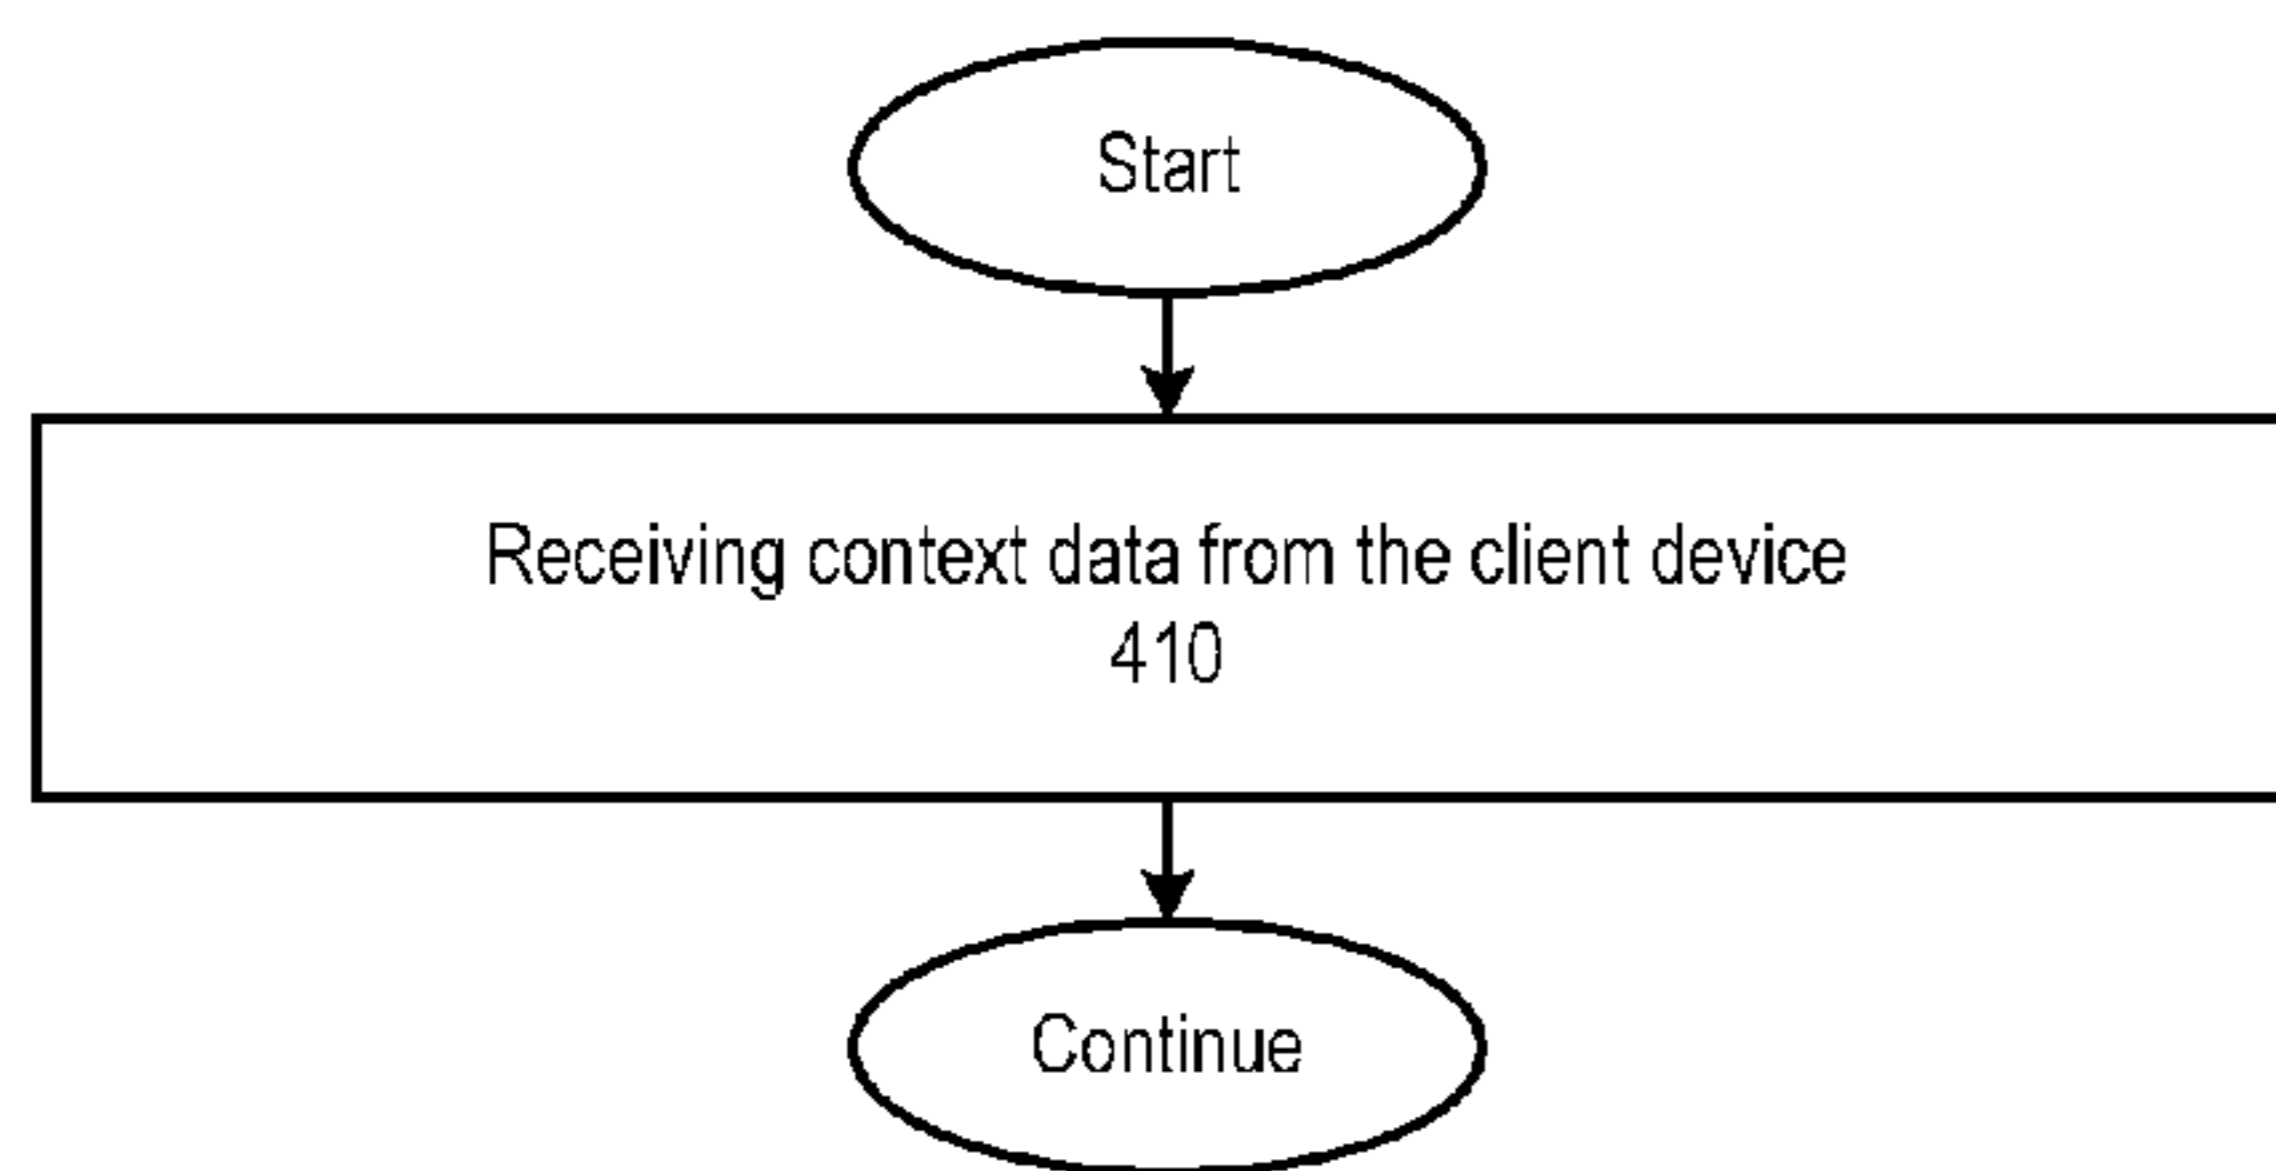 Start
Receiving context data from the client device
410
Continue